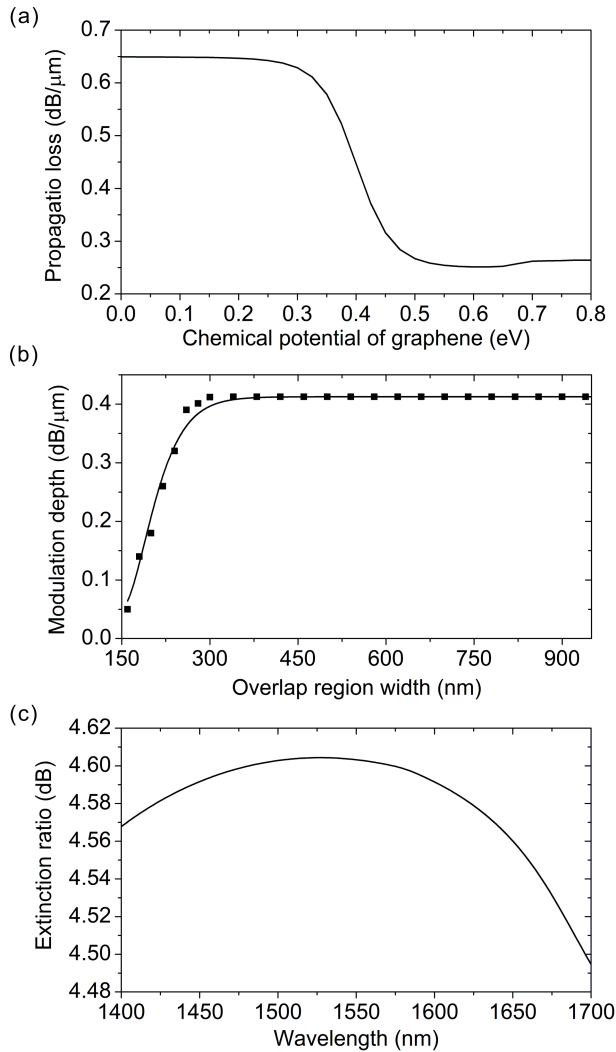 (a)
0.7
0.6
0.5
0.4
0.3
0.2
Propagatio loss (dB/μm)
0.0 0.1 0.2 0.3 0.4 0.5 0.6 0.7 0.8
Chemical potential of graphene (eV)
(b)
0.4
0.3
0.2
0.1
0.0
Modulation depth (dB/μm)
150 300 450 600 750 900
Overlap region width (nm)
(c)
4.62
4.60
4.58
4.56
4.54
4.52
4.50
4.48
Extinction ratio (dB)
1400 1450 1500 1550 1600 1650 1700
Wavelength (nm)